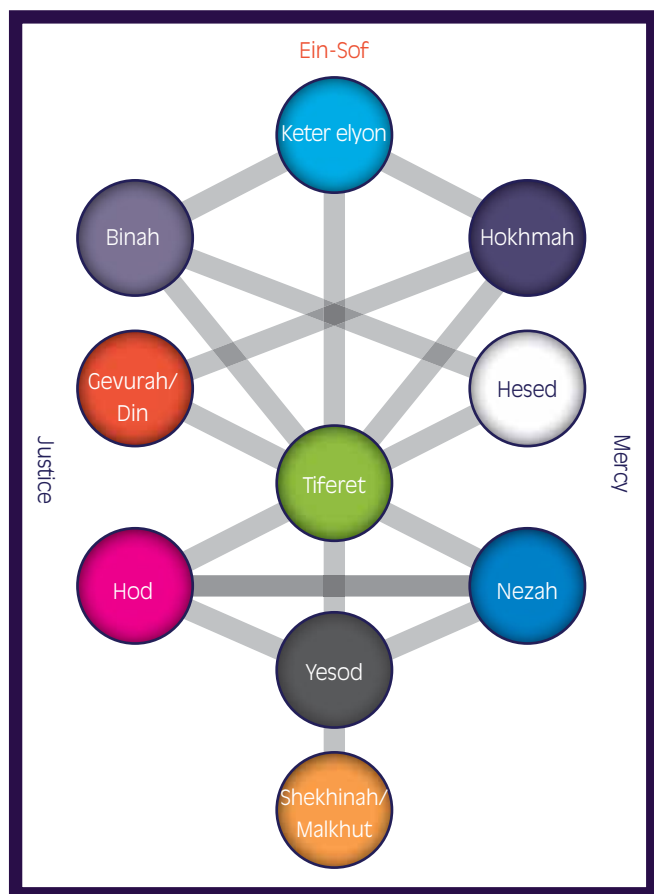 Ein-Sof
Keter elyon
Binah
Hokhmah
Gevurah/
Din
Hesed
Justice
Mercy
Tiferet
Hod
Nezah
Yesod
Shekhinah/
Malkhut